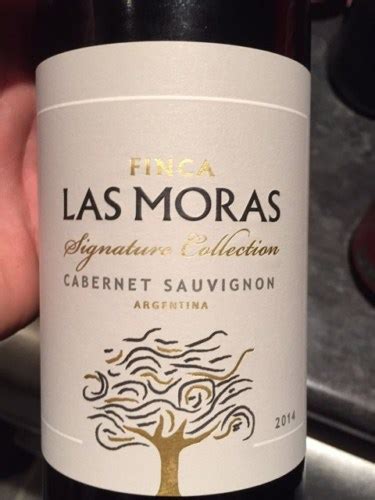 FINCA
LAS MORAS
Signature Collection
CABERNET SAUVIGNON
ARGENTINA
2014